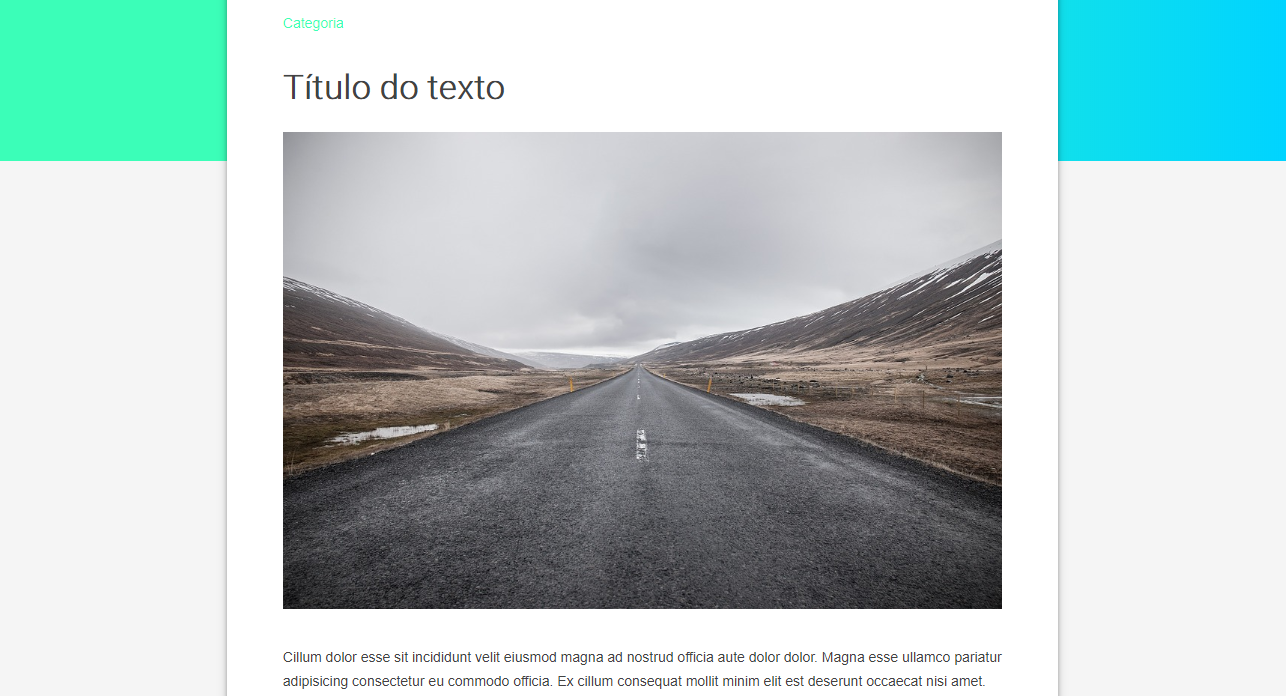 Categoria
Título do texto
Cillum dolor esse sit incididunt velit eiusmod magna ad nostrud officia aute dolor dolor. Magna esse ullamco pariatur
adipisicing consectetur eu commodo officia. Ex cillum consequat mollit minim elit est deserunt occaecat nisi amet.